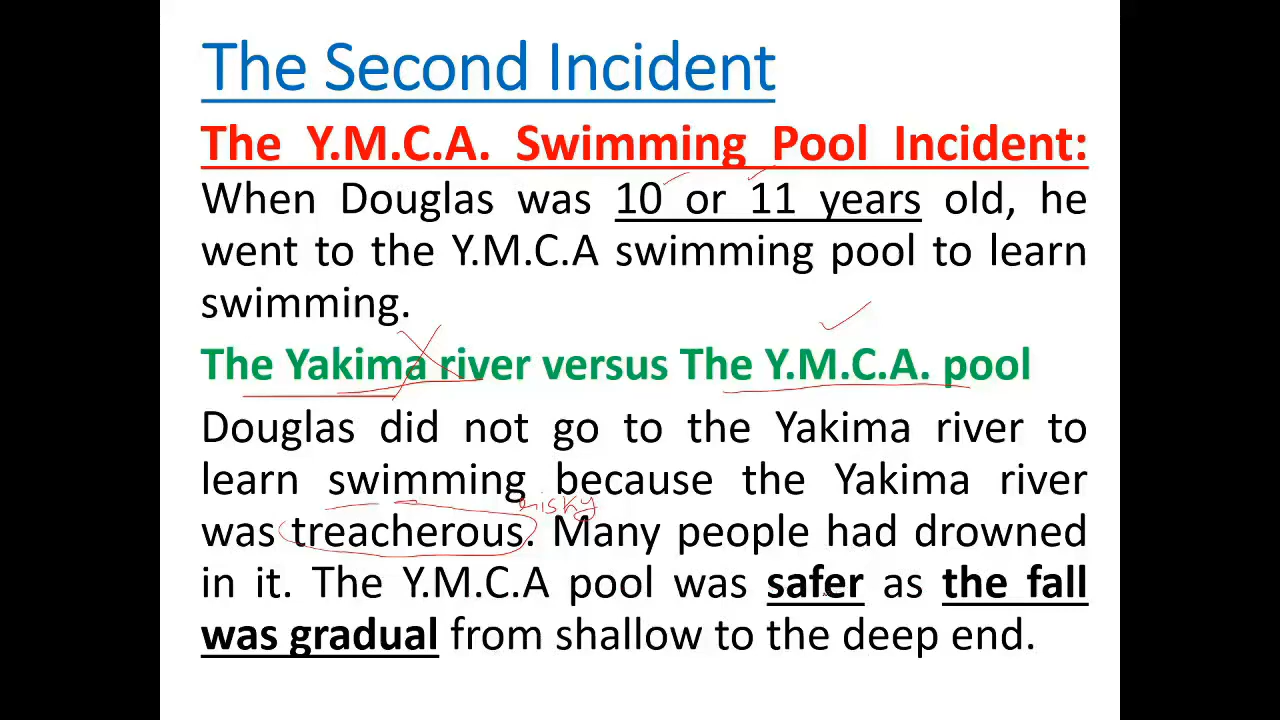 The Second Incident
The Y.M.C.A. Swimming Pool Incident:
When Douglas was 10 or 11 years old, he
went to the Y.M.C.A swimming pool to learn
swimming.
The Yakima river versus The Y.M.C.A. pool
Douglas did not go to the Yakima river to
learn swimming because the Yakima river
risky
was treacherous. Many people had drowned
in it. The Y.M.C.A pool was safer as the fall
was gradual from shallow to the deep end.